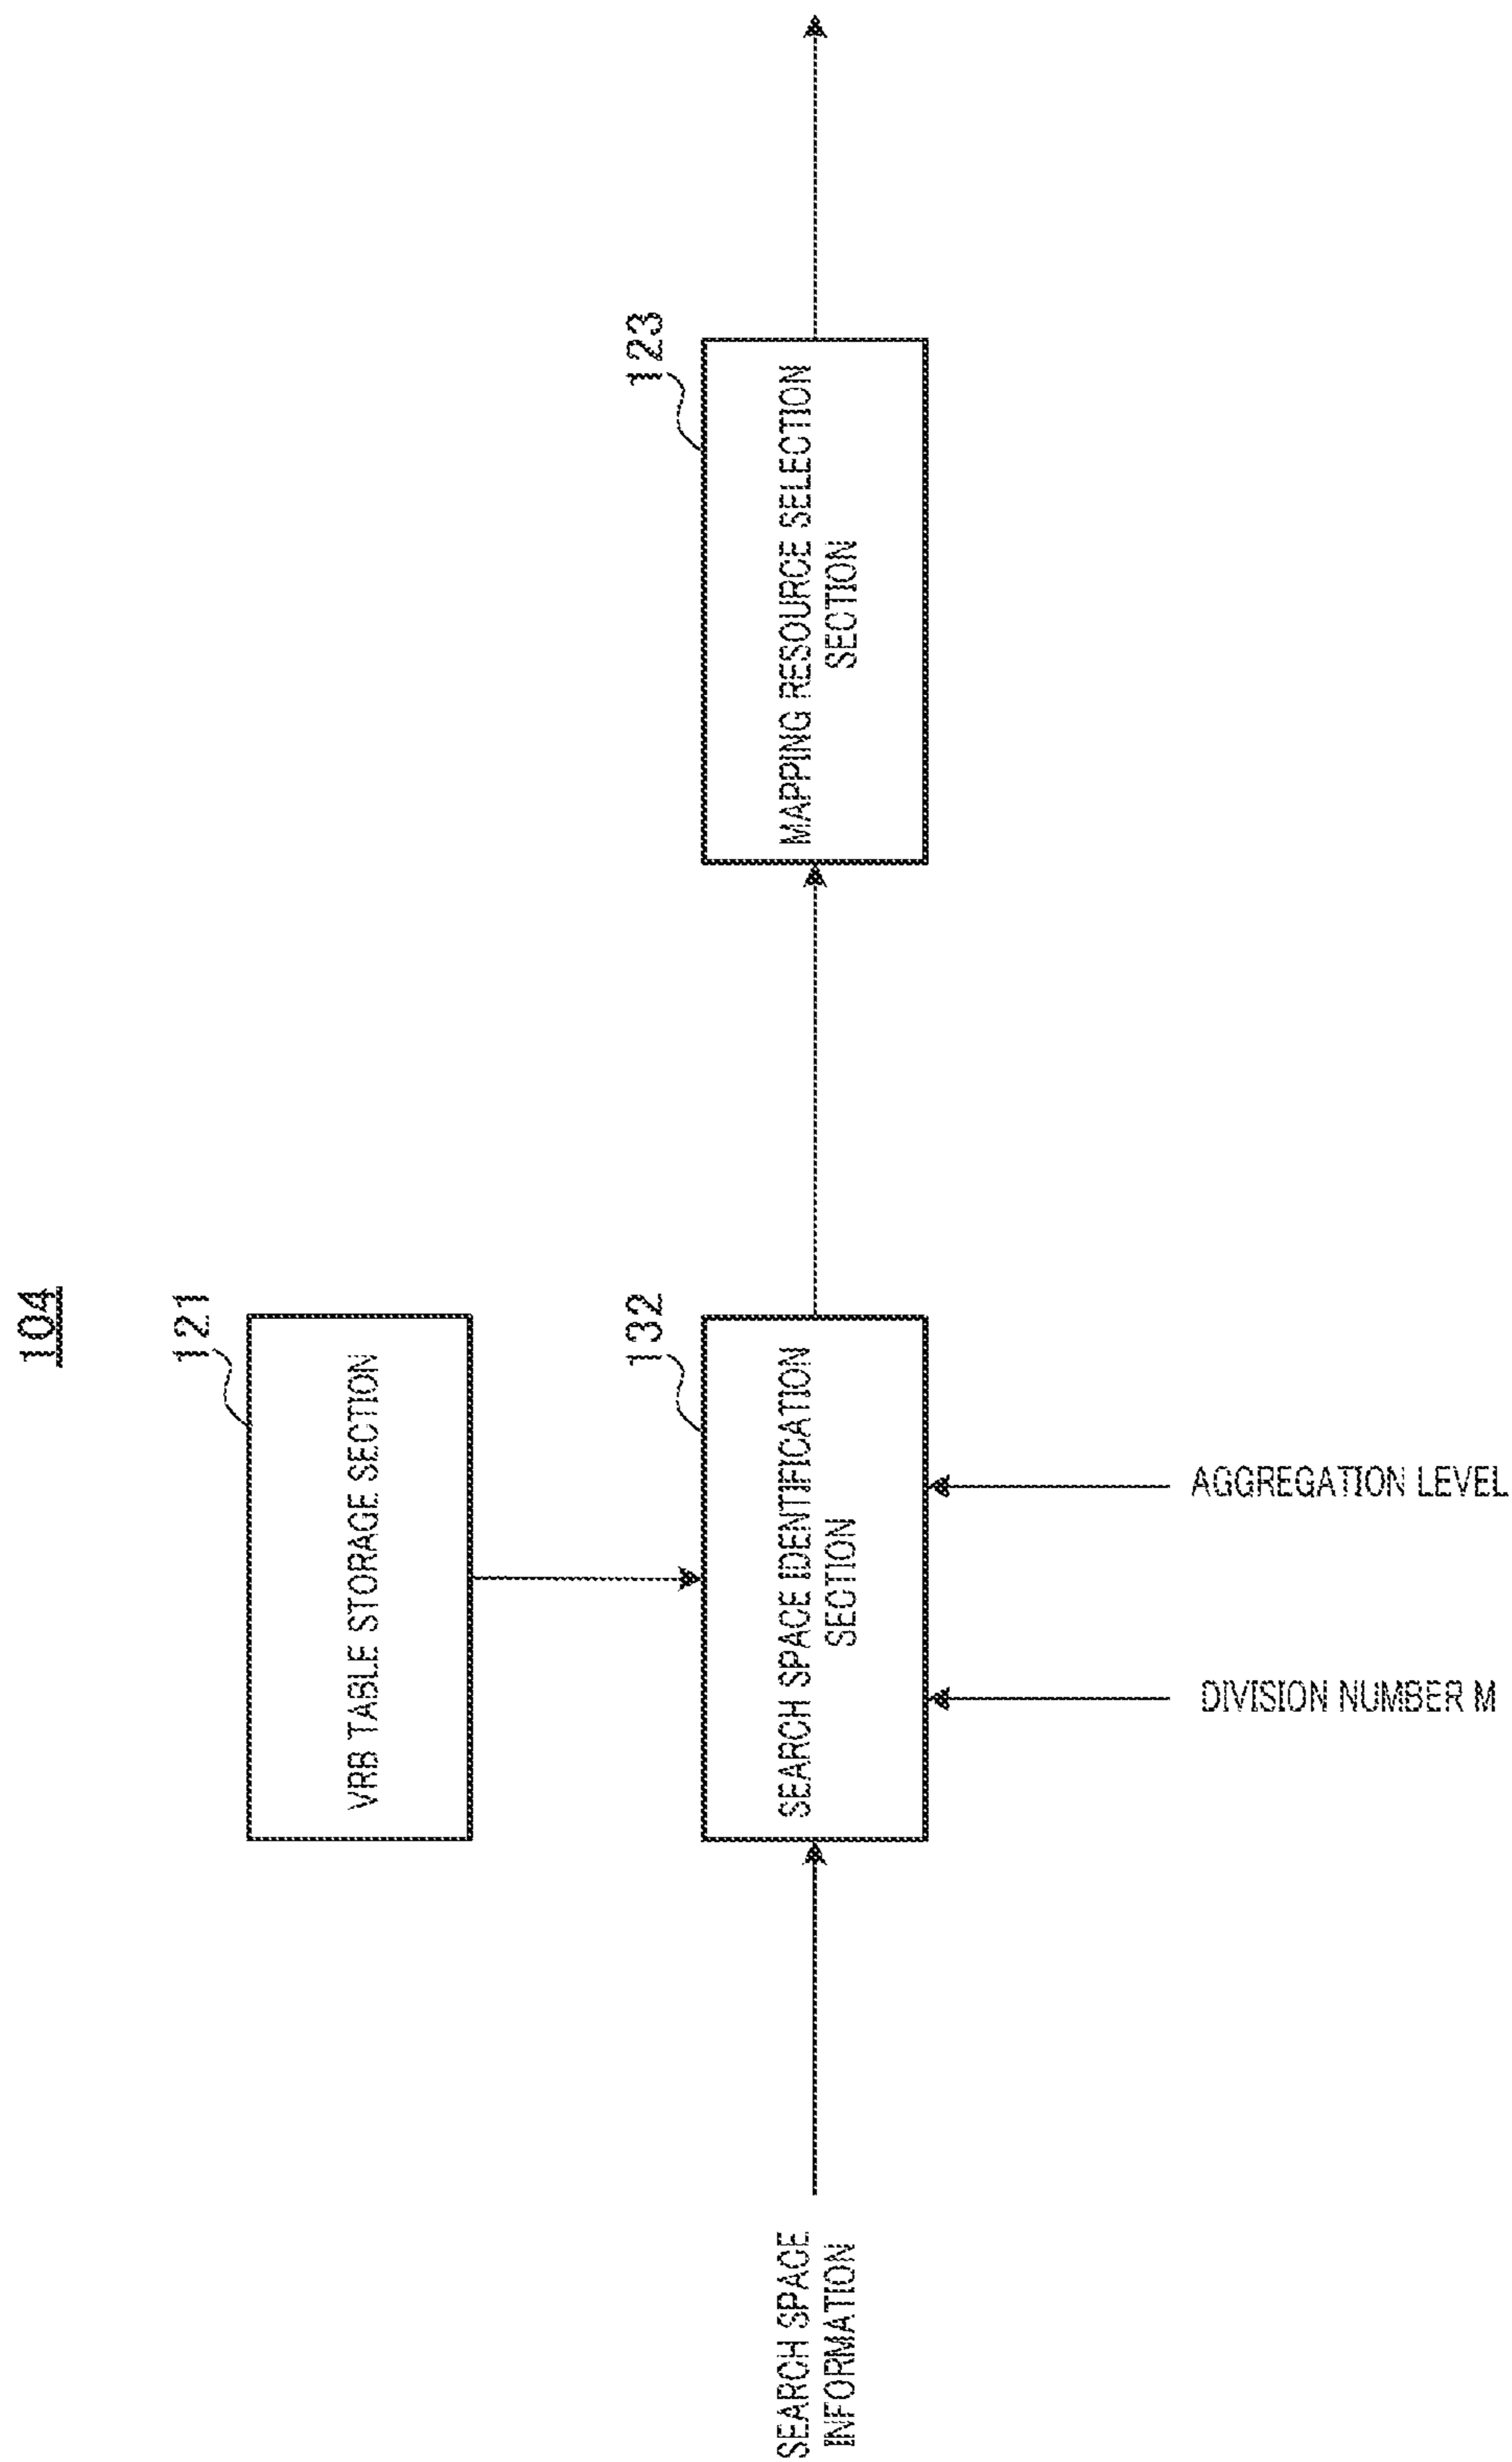 104
121
VRB TABLE STORAGE SECTION
132
SEARCH SPACE IDENTIFICATION
SECTION
123
MAPPING RESOURCE SELECTION
SECTION
SEARCH SPACE
INFORMATION
DIVISION NUMBER M
AGGREGATION LEVEL